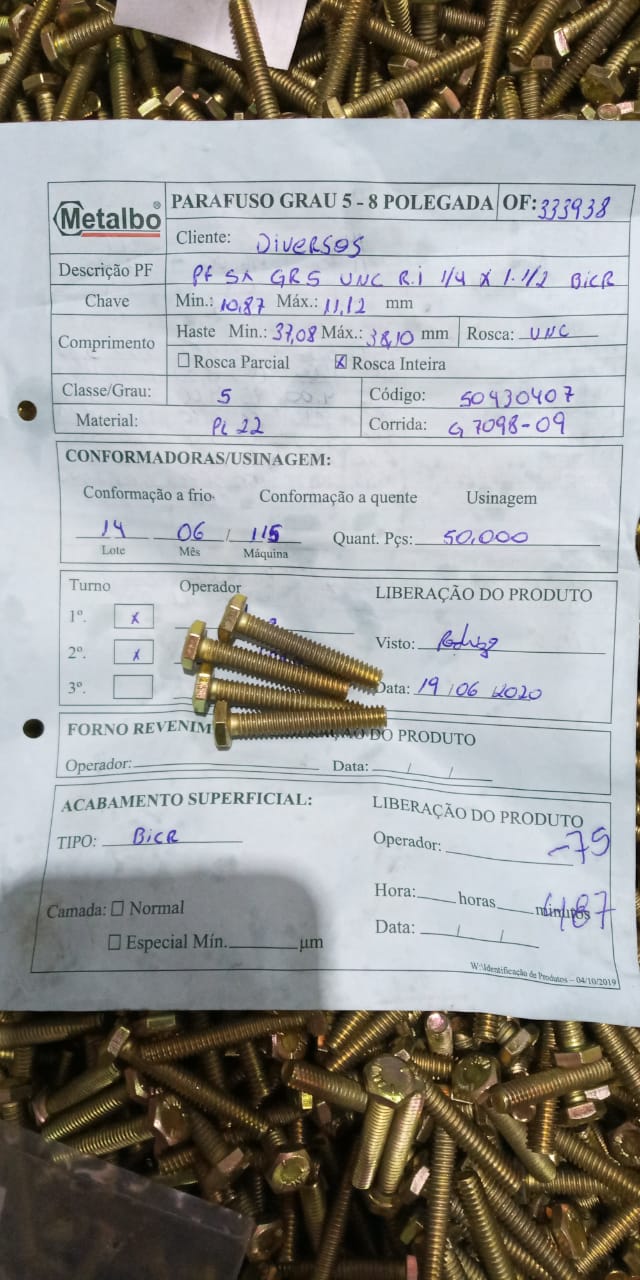 Metalbo®
PARAFUSO GRAU 5 - 8 POLEGADA OF: 333938
Cliente: Diversos
Descrição PF PF SX GR5 UNC R.I 1/4 X 1.1/2 BiCR
Chave Min.: 10,87 Máx.: 11,12 mm
Comprimento Haste Min.: 37,08 Máx.: 38,10 mm Rosca: UNC
Rosca Parcial X Rosca Inteira
Classe/Grau: 5 Código: 50430407
Material: PL 22 Corrida: G7098-09
CONFORMADORAS/USINAGEM:
Conformação a frio Conformação a quente Usinagem
14 06 / 115 Quant. Pçs: 50.000
Lote Mês Máquina
Turno Operador LIBERAÇÃO DO PRODUTO
1º. x
2º. x Visto:
3º. Data: 19/06/2020
FORNO REVENIM ÇÃO DO PRODUTO
Operador: Data: / /
ACABAMENTO SUPERFICIAL: LIBERAÇÃO DO PRODUTO
TIPO: BiCR Operador: -75
Hora: horas minutos
Camada: Normal Data: / /
Especial Mín. µm
W:\Identificação de Produtos – 04/10/2019